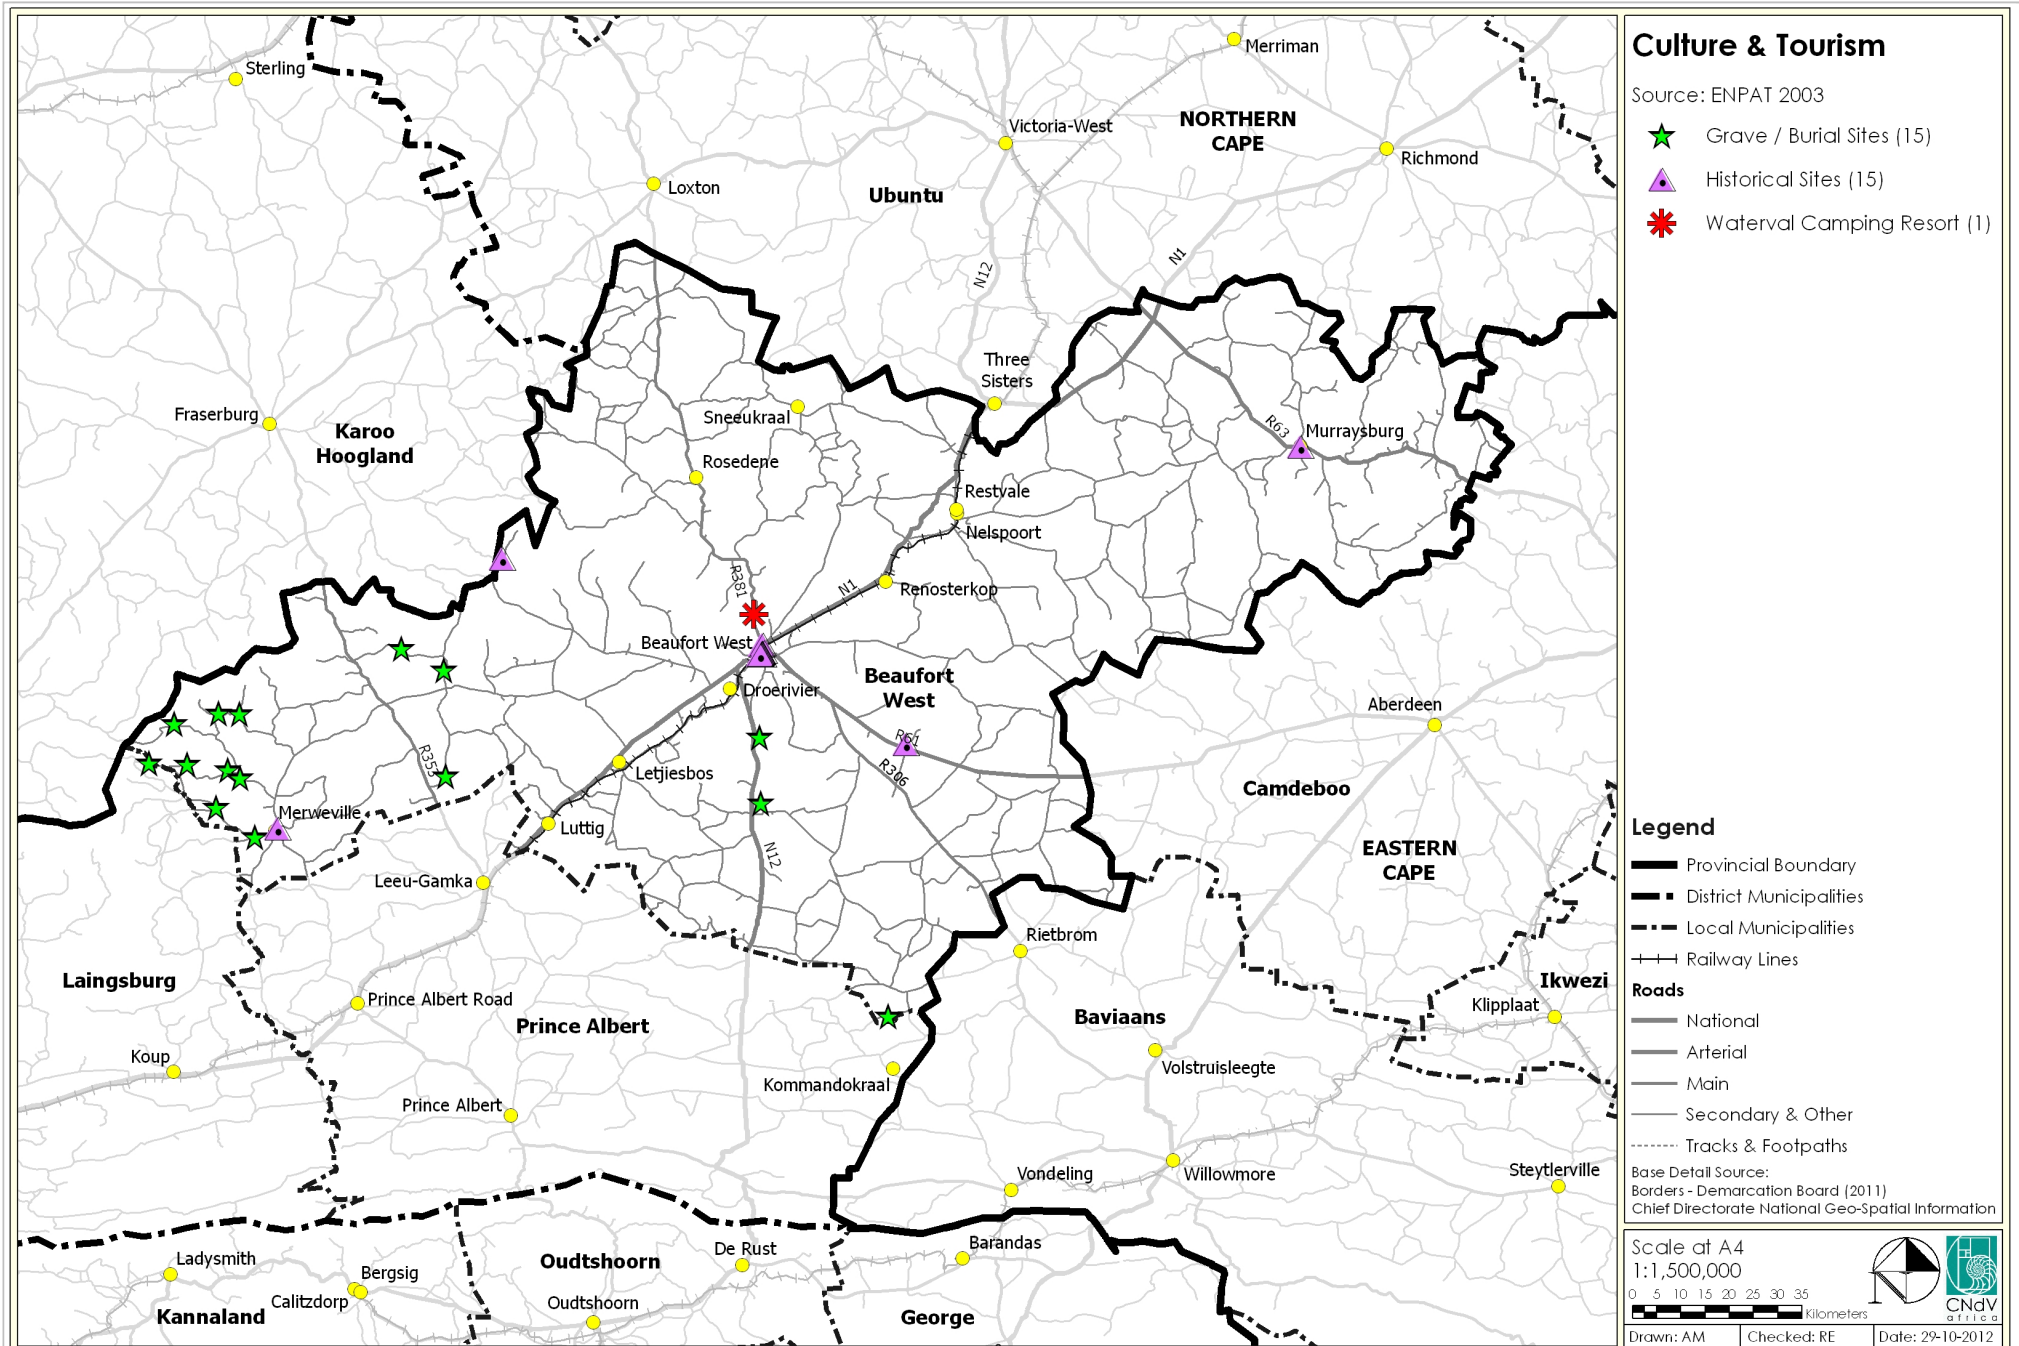 Sterling
Merriman
Victoria-West
NORTHERN
CAPE
Richmond
Loxton
Ubuntu
N12
N1
Three
Sisters
Fraserburg
Karoo
Hoogland
Sneeukraal
R63
Murraysburg
Rosedene
Restvale
Nelspoort
R381
N1
Renosterkop
Beaufort West
Droerivier
Beaufort
West
Aberdeen
R61
R306
R353
Letjiesbos
Camdeboo
Merweville
Luttig
N12
EASTERN
CAPE
Leeu-Gamka
Rietbrom
Laingsburg
Prince Albert Road
Prince Albert
Baviaans
Ikwezi
Klipplaat
Koup
Kommandokraal
Volstruisleegte
Prince Albert
Vondeling
Willowmore
Steytlerville
Ladysmith
Bergsig
Calitzdorp
Kannaland
Oudtshoorn
De Rust
Oudtshoorn
Barandas
George
Culture & Tourism
Source: ENPAT 2003
Grave / Burial Sites (15)
Historical Sites (15)
Waterval Camping Resort (1)
Legend
Provincial Boundary
District Municipalities
Local Municipalities
Railway Lines
Roads
National
Arterial
Main
Secondary & Other
Tracks & Footpaths
Base Detail Source:
Borders - Demarcation Board (2011)
Chief Directorate National Geo-Spatial Information
Scale at A4
1:1,500,000
0 5 10 15 20 25 30 35
Kilometers
CNdV
africa
Drawn: AM
Checked: RE
Date: 29-10-2012